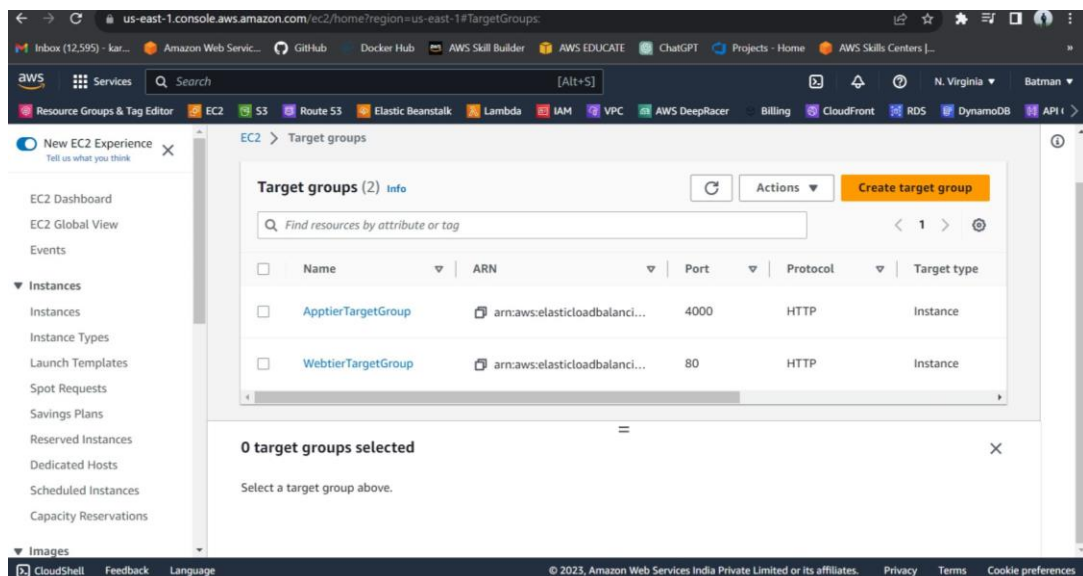 us-east-1.console.aws.amazon.com/ec2/home?region=us-east-1#TargetGroups:
Inbox (12,595) - kar... Amazon Web Servic... GitHub Docker Hub AWS Skill Builder AWS EDUCATE ChatGPT Projects - Home AWS Skills Centers |... »
aws Services Search [Alt+S] N. Virginia Batman
Resource Groups & Tag Editor EC2 S3 Route 53 Elastic Beanstalk Lambda IAM VPC AWS DeepRacer Billing CloudFront RDS DynamoDB API
New EC2 Experience
Tell us what you think
EC2 Dashboard
EC2 Global View
Events
Instances
Instances
Instance Types
Launch Templates
Spot Requests
Savings Plans
Reserved Instances
Dedicated Hosts
Scheduled Instances
Capacity Reservations
Images
EC2 > Target groups
Target groups (2) Info
Actions
Create target group
Find resources by attribute or tag
< 1 >
Name ARN Port Protocol Target type
ApptierTargetGroup arn:aws:elasticloadbalanci... 4000 HTTP Instance
WebtierTargetGroup arn:aws:elasticloadbalanci... 80 HTTP Instance
0 target groups selected
Select a target group above.
CloudShell Feedback Language © 2023, Amazon Web Services India Private Limited or its affiliates. Privacy Terms Cookie preferences